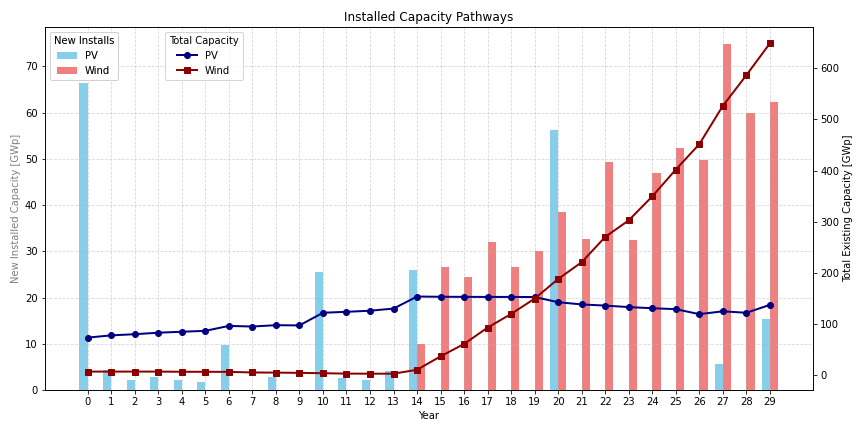 Installed Capacity Pathways
New Installs
PV
Wind
Total Capacity
PV
Wind
New Installed Capacity [GWp]
70
60
50
40
30
20
10
0
Total Existing Capacity [GWp]
600
500
400
300
200
100
0
0 1 2 3 4 5 6 7 8 9 10 11 12 13 14 15 16 17 18 19 20 21 22 23 24 25 26 27 28 29
Year